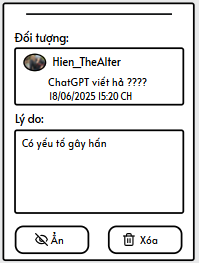 Đối tượng:
Hien_TheAlter
ChatGPT viết hả ????
18/06/2025 15:20 CH
Lý do:
Có yếu tố gây hấn
Ẩn
Xóa